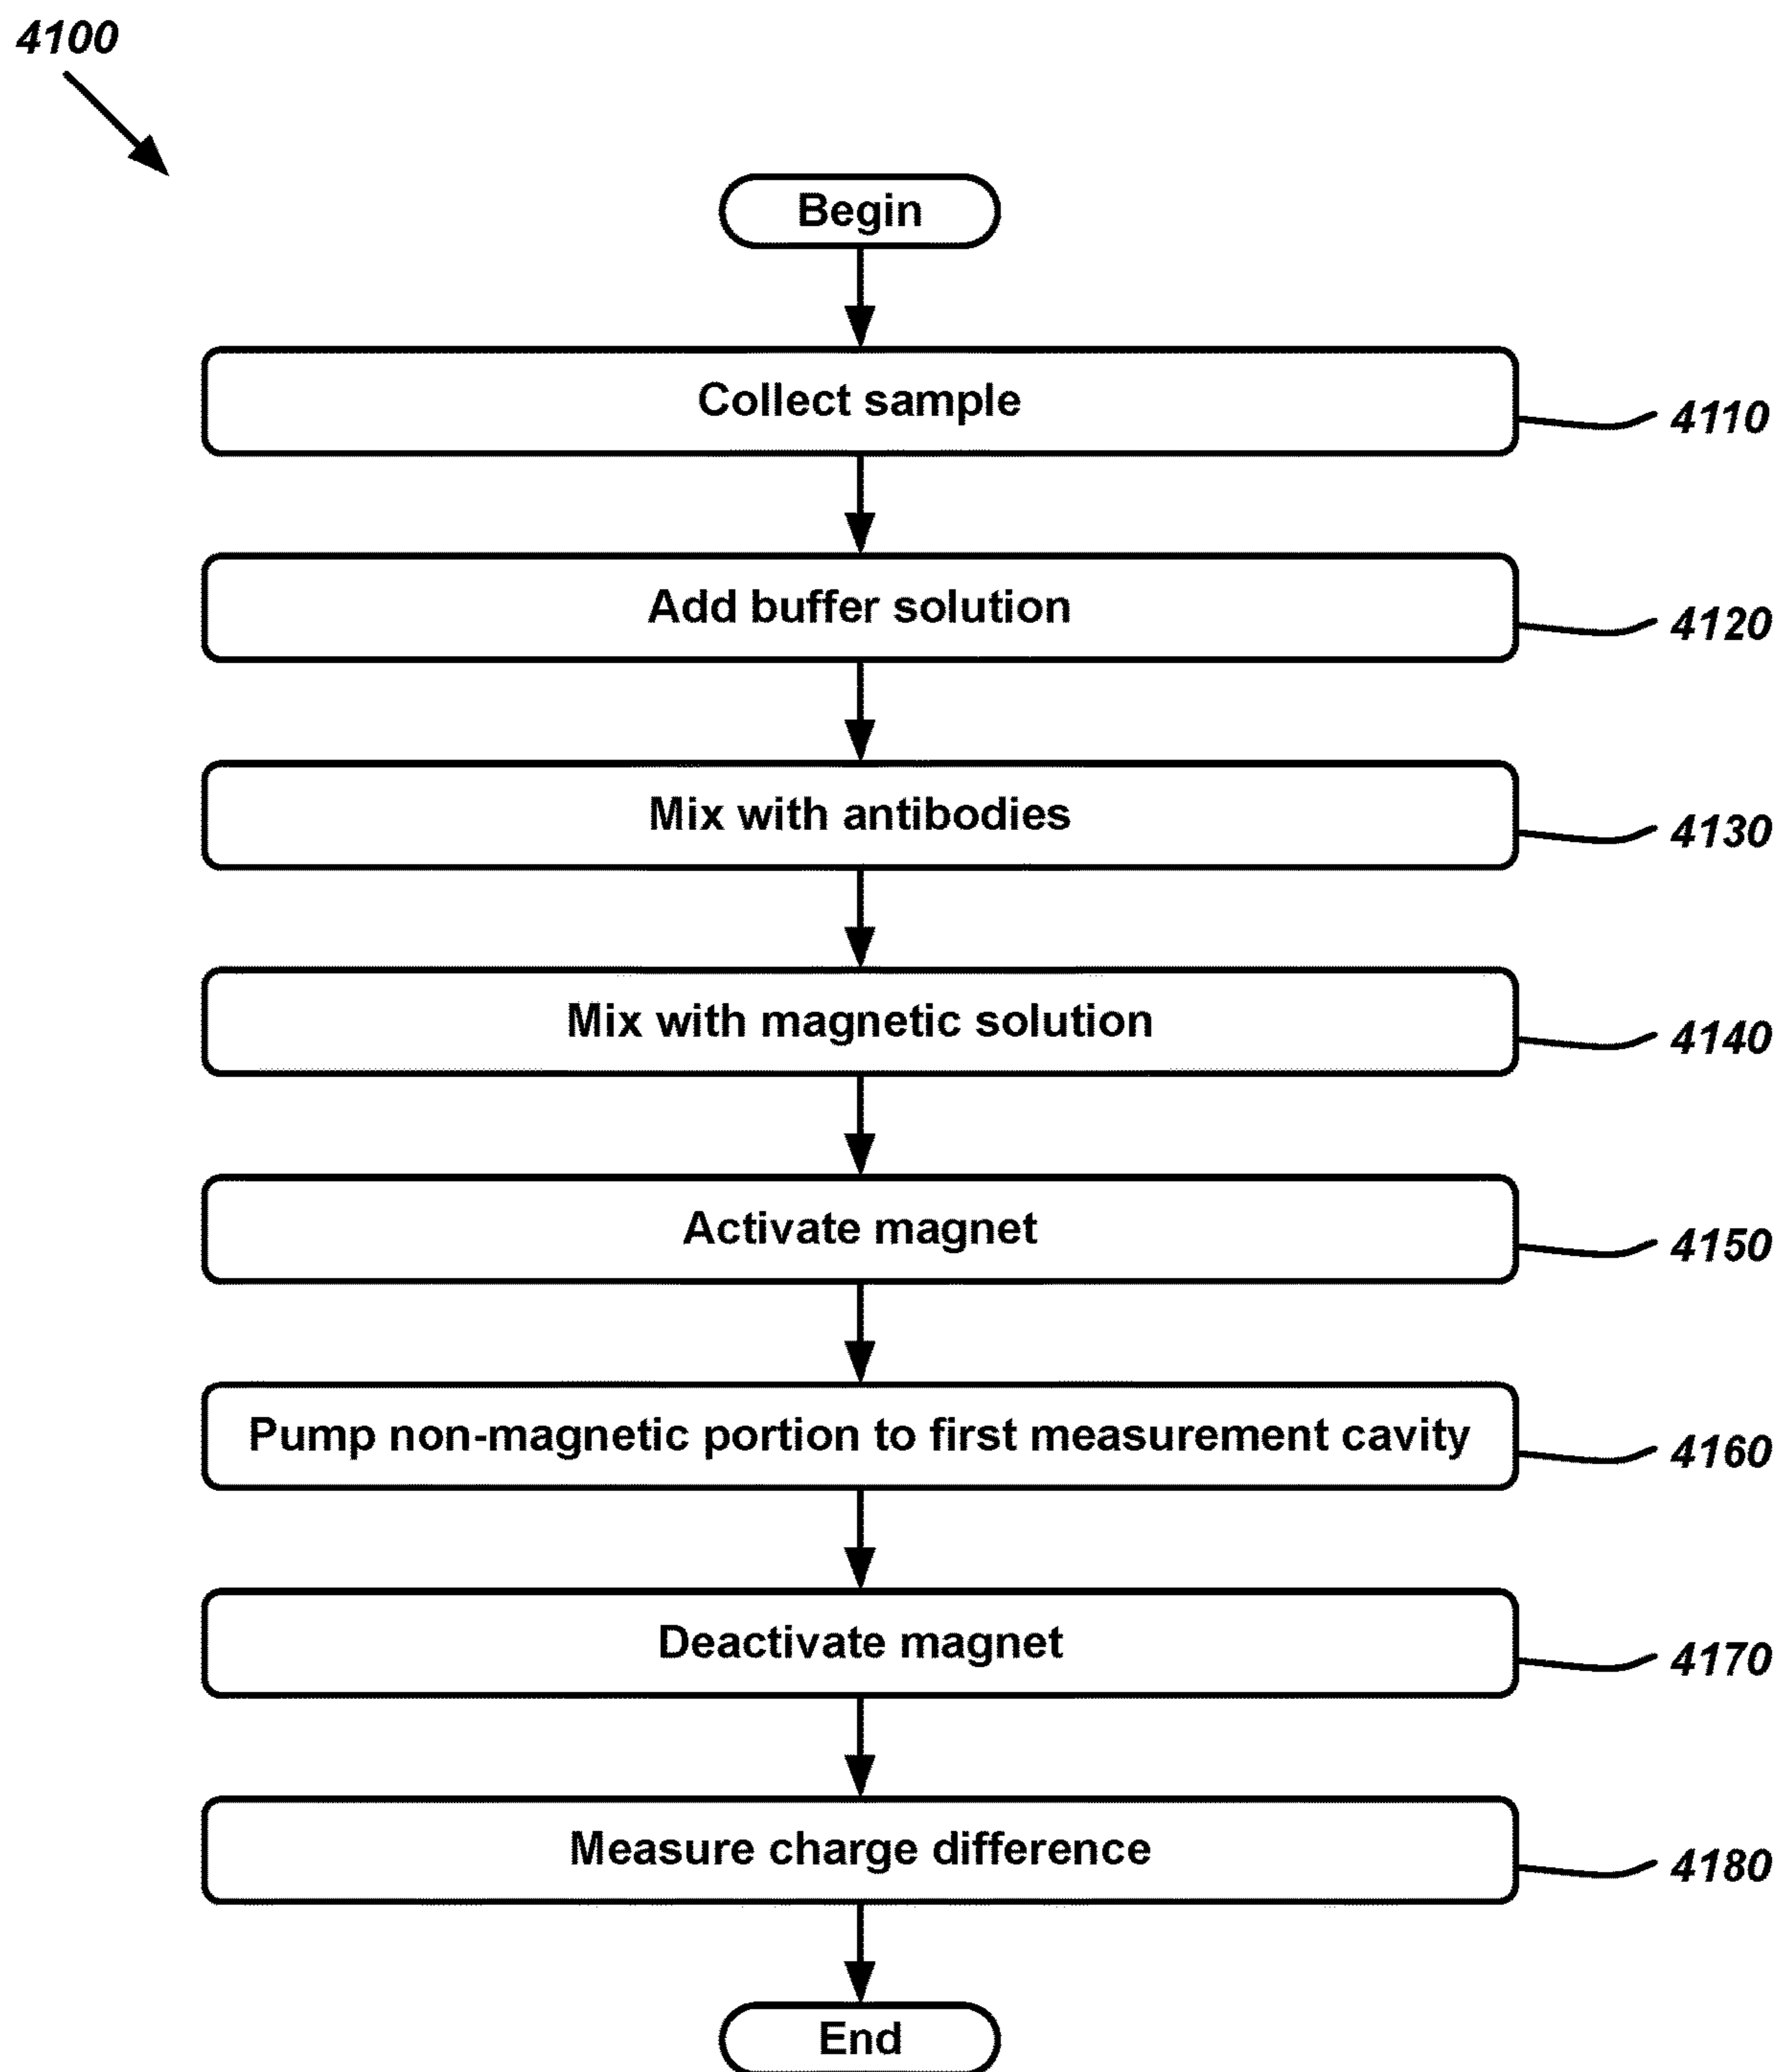 4100
Begin
Collect sample
4110
Add buffer solution
4120
Mix with antibodies
4130
Mix with magnetic solution
4140
Activate magnet
4150
Pump non-magnetic portion to first measurement cavity
4160
Deactivate magnet
4170
Measure charge difference
4180
End